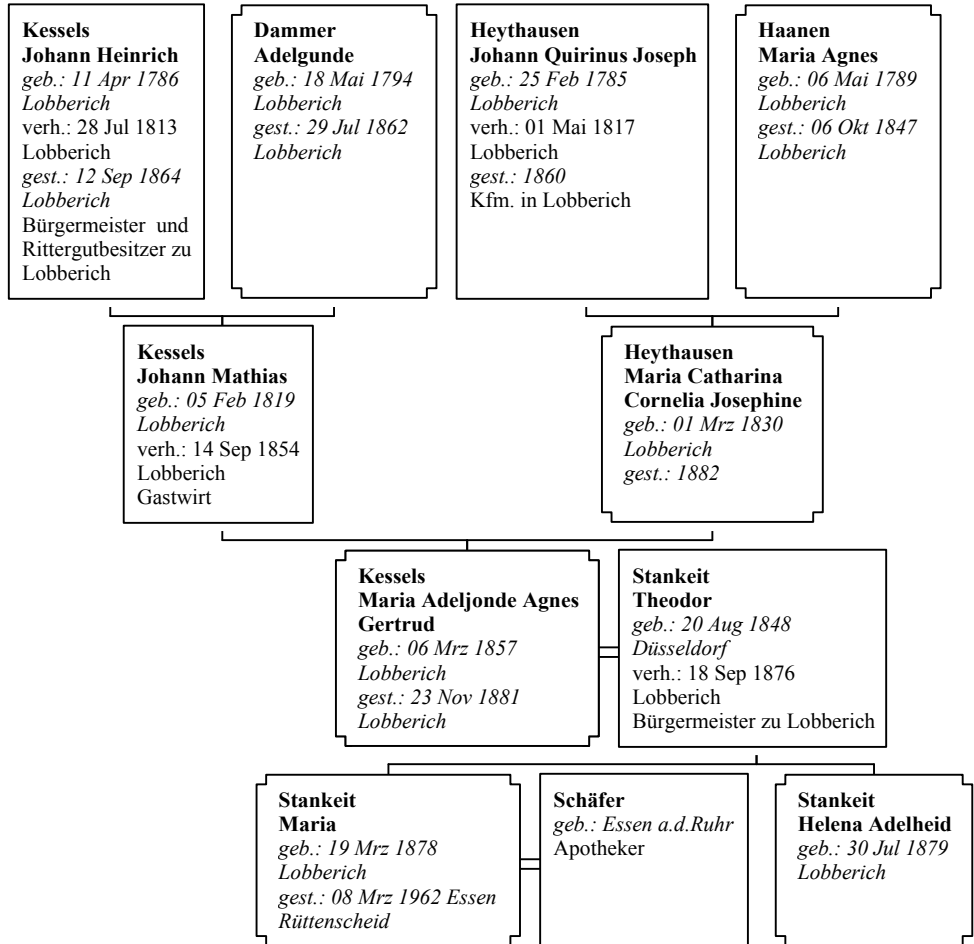 Kessels
Johann Heinrich
geb.: 11 Apr 1786
Lobberich
verh.: 28 Jul 1813
Lobberich
gest.: 12 Sep 1864
Lobberich
Bürgermeister und
Rittergutbesitzer zu
Lobberich
Dammer
Adelgunde
geb.: 18 Mai 1794
Lobberich
gest.: 29 Jul 1862
Lobberich
Heythausen
Johann Quirinus Joseph
geb.: 25 Feb 1785
Lobberich
verh.: 01 Mai 1817
Lobberich
gest.: 1860
Kfm. in Lobberich
Haanen
Maria Agnes
geb.: 06 Mai 1789
Lobberich
gest.: 06 Okt 1847
Lobberich
Kessels
Johann Mathias
geb.: 05 Feb 1819
Lobberich
verh.: 14 Sep 1854
Lobberich
Gastwirt
Heythausen
Maria Catharina
Cornelia Josephine
geb.: 01 Mrz 1830
Lobberich
gest.: 1882
Kessels
Maria Adeljonde Agnes
Gertrud
geb.: 06 Mrz 1857
Lobberich
gest.: 23 Nov 1881
Lobberich
Stankeit
Theodor
geb.: 20 Aug 1848
Düsseldorf
verh.: 18 Sep 1876
Lobberich
Bürgermeister zu Lobberich
Stankeit
Maria
geb.: 19 Mrz 1878
Lobberich
gest.: 08 Mrz 1962 Essen
Rüttenscheid
Schäfer
geb.: Essen a.d.Ruhr
Apotheker
Stankeit
Helena Adelheid
geb.: 30 Jul 1879
Lobberich